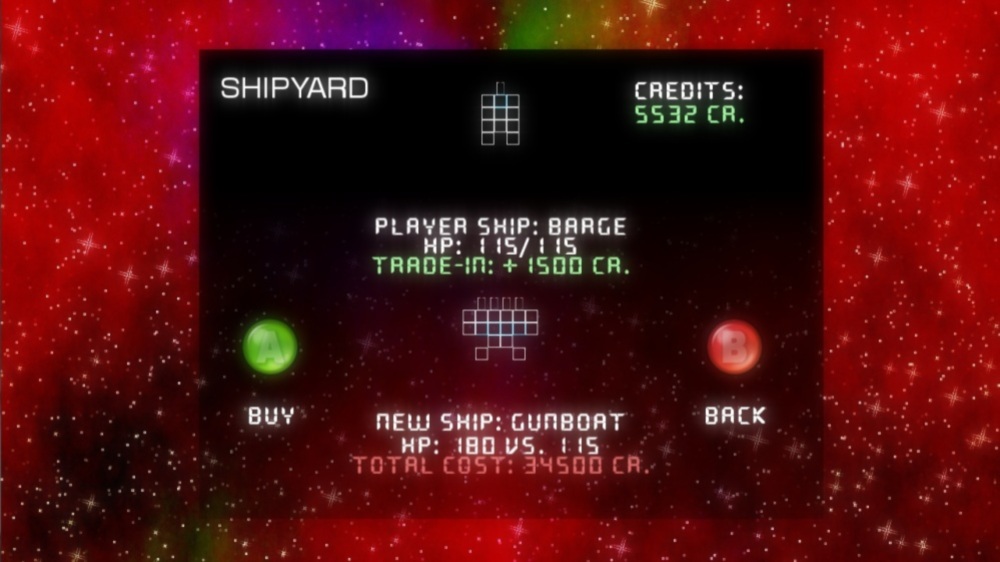 SHIPYARD
CREDITS:
5532 CR.
PLAYER SHIP: BARGE
HP: 115/115
TRADE-IN: +1500 CR.
A
B
BUY
BACK
NEW SHIP: GUNBOAT
HP: 180 VS. 115
TOTAL COST: 34500 CR.